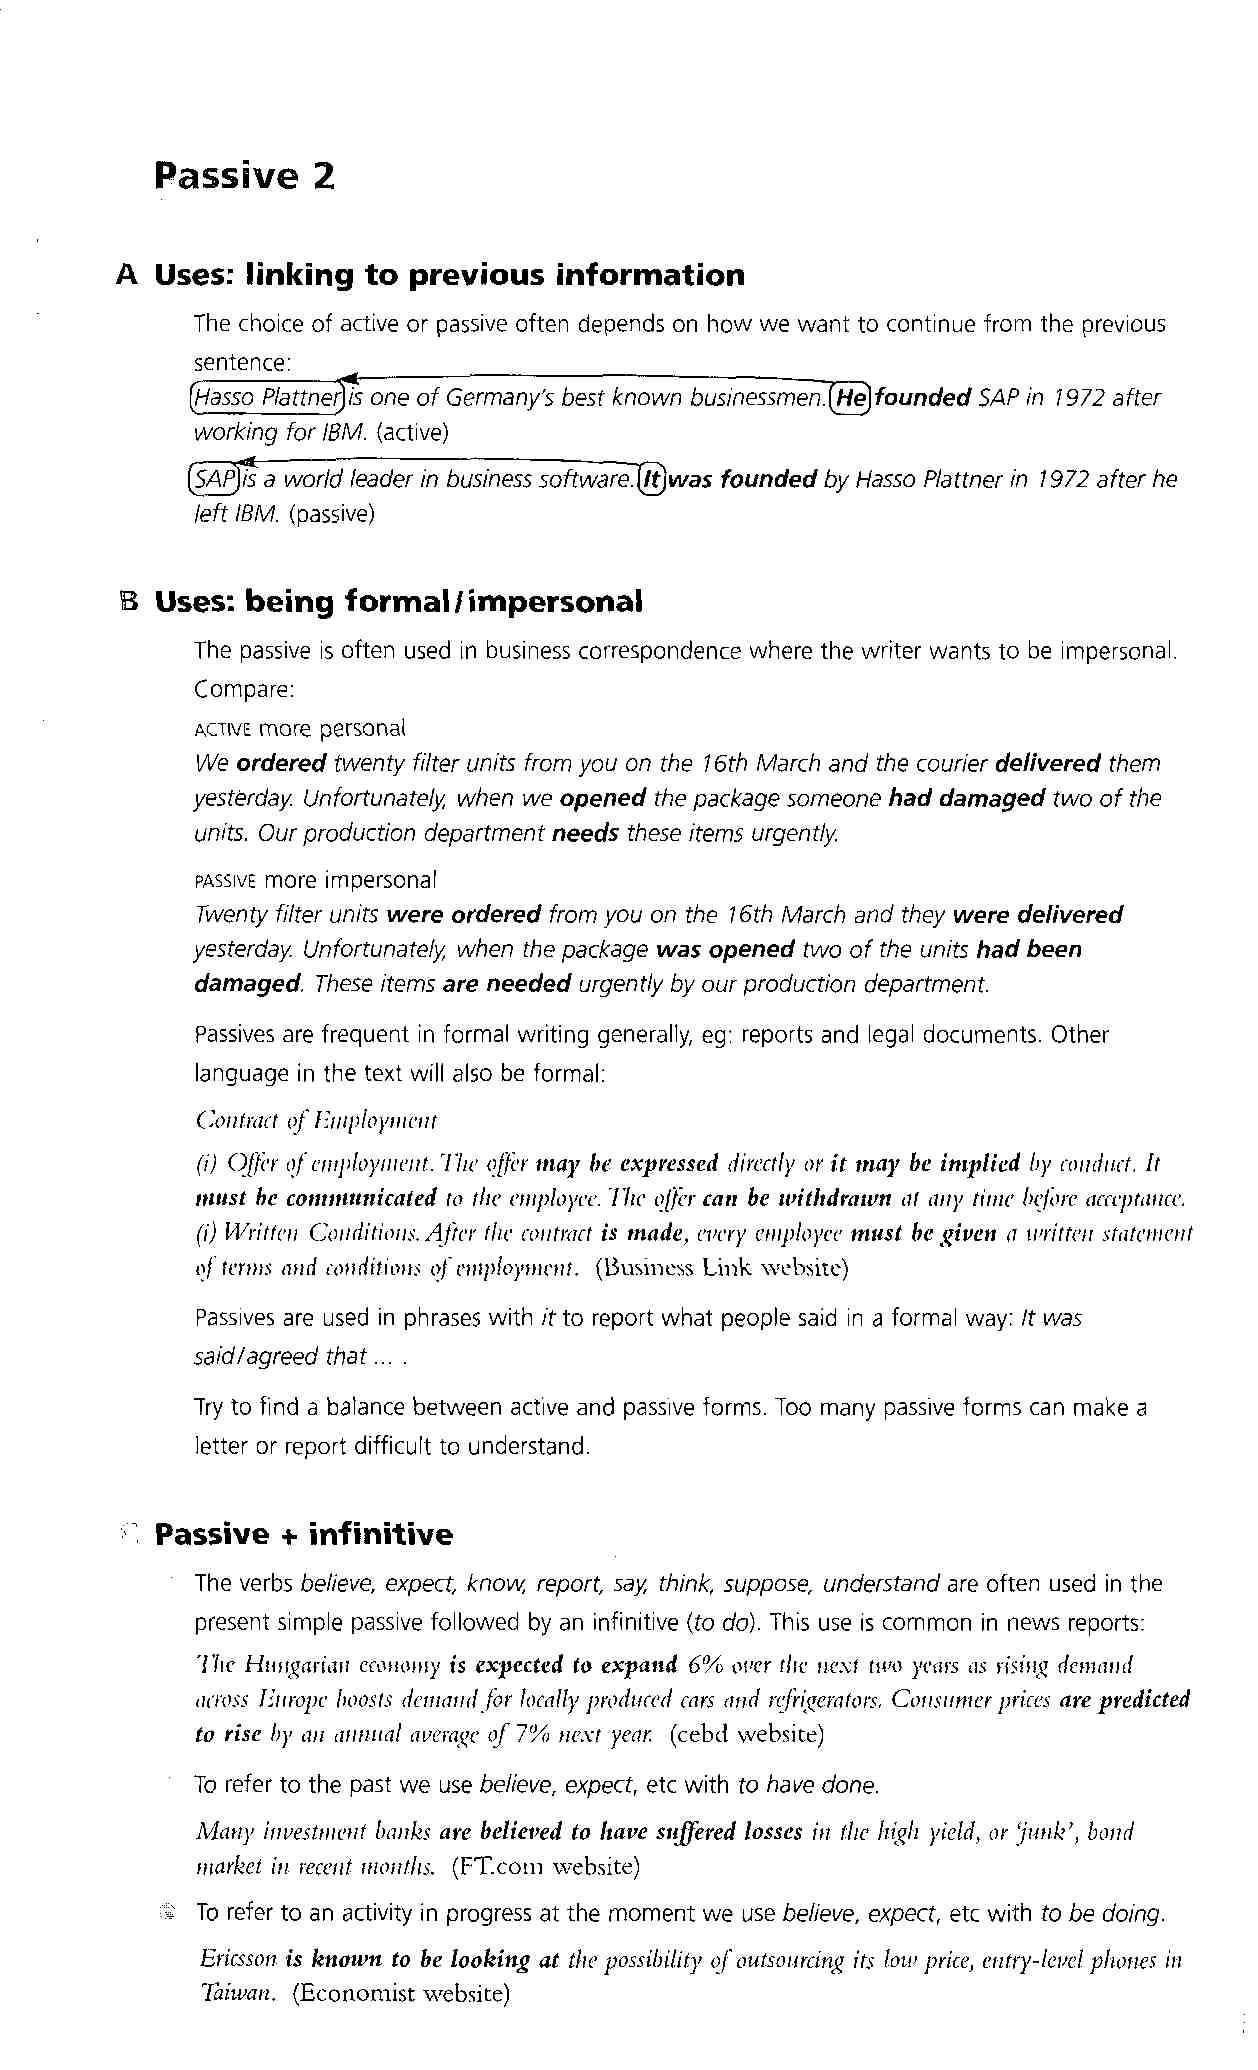 Passive 2
A Uses: linking to previous information
The choice of active or passive often depends on how we want to continue from the previous
sentence:
Hasso Plattner is one of Germany's best known businessmen. He founded SAP in 1972 after
working for IBM. (active)
SAP is a world leader in business software. It was founded by Hasso Plattner in 1972 after he
left IBM. (passive)
B Uses: being formal/impersonal
The passive is often used in business correspondence where the writer wants to be impersonal.
Compare:
ACTIVE more personal
We ordered twenty filter units from you on the 16th March and the courier delivered them
yesterday. Unfortunately, when we opened the package someone had damaged two of the
units. Our production department needs these items urgently.
PASSIVE more impersonal
Twenty filter units were ordered from you on the 16th March and they were delivered
yesterday. Unfortunately, when the package was opened two of the units had been
damaged. These items are needed urgently by our production department.
Passives are frequent in formal writing generally, eg: reports and legal documents. Other
language in the text will also be formal:
Contract of Employment
(i) Offer of employment. The offer may be expressed directly or it may be implied by conduct. It
must be communicated to the employee. The offer can be withdrawn at any time before acceptance.
(i) Written Conditions. After the contract is made, every employee must be given a written statement
of terms and conditions of employment. (Business Link website)
Passives are used in phrases with it to report what people said in a formal way: It was
said/agreed that ... .
Try to find a balance between active and passive forms. Too many passive forms can make a
letter or report difficult to understand.
C Passive + infinitive
The verbs believe, expect, know, report, say, think, suppose, understand are often used in the
present simple passive followed by an infinitive (to do). This use is common in news reports:
The Hungarian economy is expected to expand 6% over the next two years as rising demand
across Europe boosts demand for locally produced cars and refrigerators. Consumer prices are predicted
to rise by an annual average of 7% next year. (cebd website)
To refer to the past we use believe, expect, etc with to have done.
Many investment banks are believed to have suffered losses in the high yield, or 'junk', bond
market in recent months. (FT.com website)
To refer to an activity in progress at the moment we use believe, expect, etc with to be doing.
Ericsson is known to be looking at the possibility of outsourcing its low price, entry-level phones in
Taiwan. (Economist website)